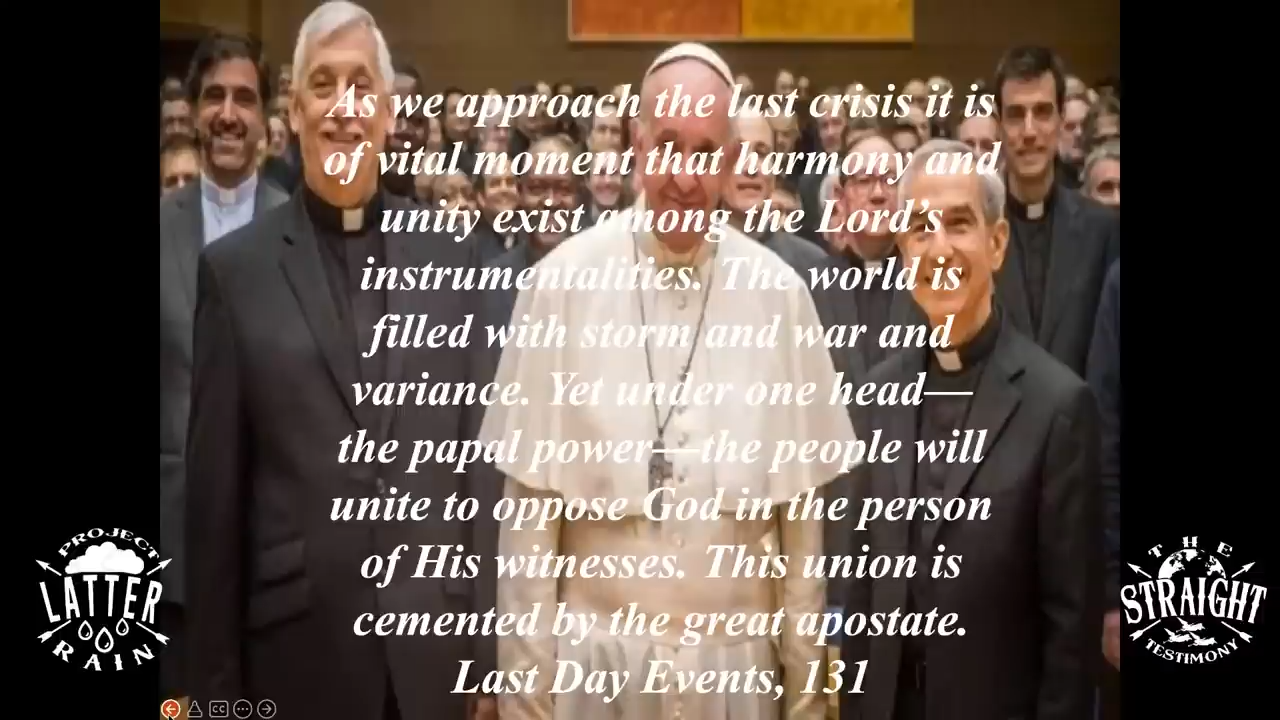 As we approach the last crisis it is
of vital moment that harmony and
unity exist among the Lord’s
instrumentalities. The world is
filled with storm and war and
variance. Yet under one head—
the papal power—the people will
unite to oppose God in the person
of His witnesses. This union is
cemented by the great apostate.
Last Day Events, 131
PROJECT
LATTER
RAIN
THE
STRAIGHT
TESTIMONY
CC